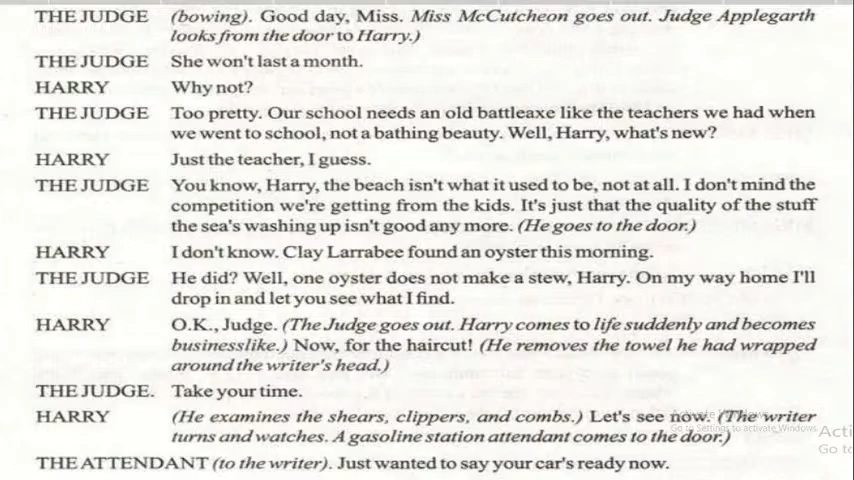 THE JUDGE (bowing). Good day, Miss. Miss McCutcheon goes out. Judge Applegarth
looks from the door to Harry.)
THE JUDGE She won't last a month.
HARRY Why not?
THE JUDGE Too pretty. Our school needs an old battleaxe like the teachers we had when
we went to school, not a bathing beauty. Well, Harry, what's new?
HARRY Just the teacher, I guess.
THE JUDGE You know, Harry, the beach isn't what it used to be, not at all. I don't mind the
competition we're getting from the kids. It's just that the quality of the stuff
the sea's washing up isn't good any more. (He goes to the door.)
HARRY I don't know. Clay Larrabee found an oyster this morning.
THE JUDGE He did? Well, one oyster does not make a stew, Harry. On my way home I'll
drop in and let you see what I find.
HARRY O.K., Judge. (The Judge goes out. Harry comes to life suddenly and becomes
businesslike.) Now, for the haircut! (He removes the towel he had wrapped
around the writer's head.)
THE JUDGE. Take your time.
HARRY (He examines the shears, clippers, and combs.) Let's see now. (The writer
turns and watches. A gasoline station attendant comes to the door.)
THE ATTENDANT (to the writer). Just wanted to say your car's ready now.
Activate Windows
Go to Settings to activate Windows
Acti
Go to